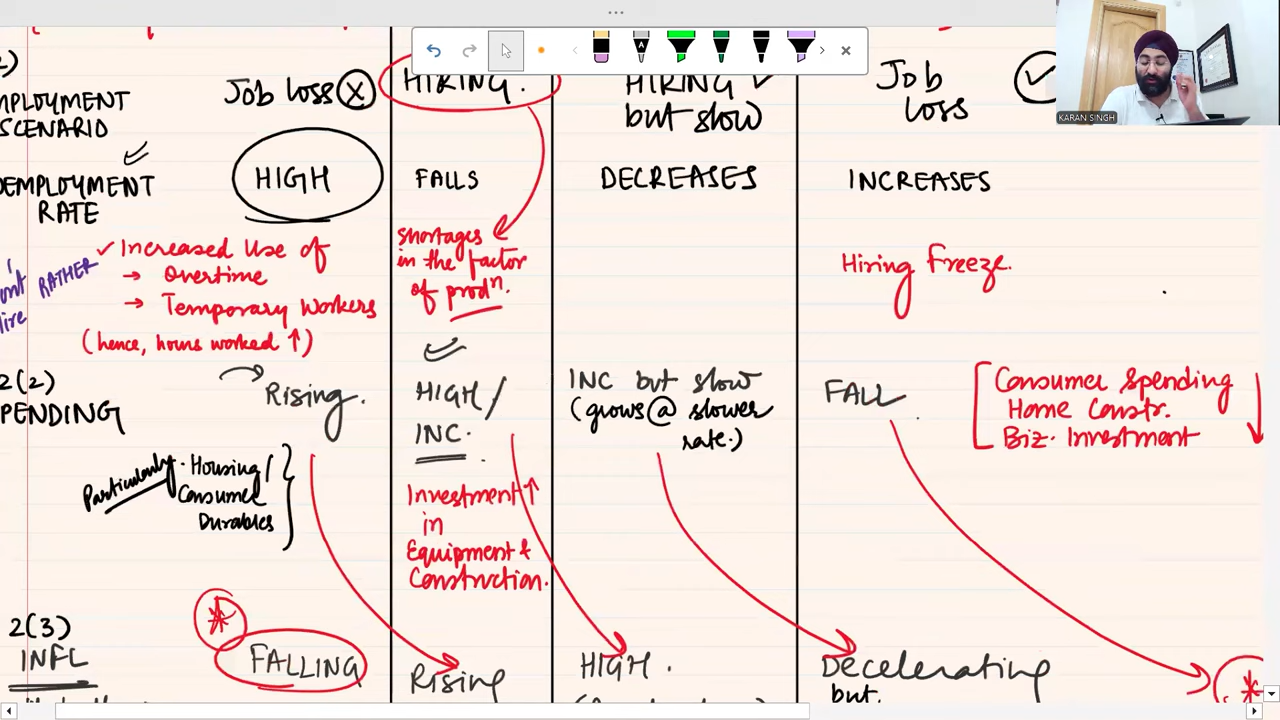 2)
EMPLOYMENT
SCENARIO
Job loss X
HIRING.
HIRING ✓
but slow
Job
loss
✓
KARAN SINGH
UNEMPLOYMENT
RATE
HIGH
FALLS
DECREASES
INCREASES
RATHER
✓ Increased Use of
→ Overtime
→ Temporary Workers
(hence, hours worked ↑)
Shortages
in the factor
of prodⁿ.
Hiring Freeze.
2(2)
SPENDING
Rising.
HIGH/
INC.
INC but slow
(grows @ slower
rate.)
FALL
Consumer Spending
Home Constr.
Biz. Investment
↓
Particularly. Housing/
Consumer
Durables
Investment ↑
in
Equipment &
Construction.
2(3)
INFL
*
FALLING
Rising
HIGH.
Decelerating
but.
*